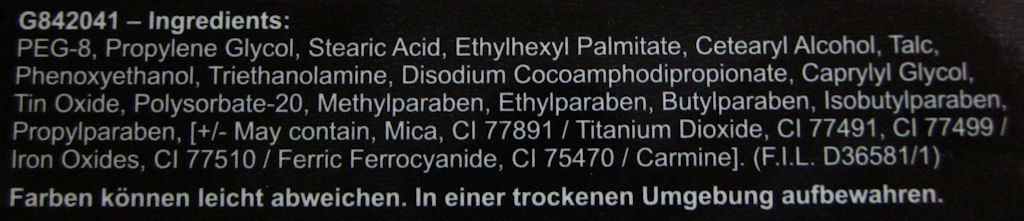 G842041 – Ingredients:
PEG-8, Propylene Glycol, Stearic Acid, Ethylhexyl Palmitate, Cetearyl Alcohol, Talc,
Phenoxyethanol, Triethanolamine, Disodium Cocoamphodipropionate, Caprylyl Glycol,
Tin Oxide, Polysorbate-20, Methylparaben, Ethylparaben, Butylparaben, Isobutylparaben,
Propylparaben, [+/- May contain, Mica, CI 77891 / Titanium Dioxide, CI 77491, CI 77499 /
Iron Oxides, CI 77510 / Ferric Ferrocyanide, CI 75470 / Carmine]. (F.I.L. D36581/1)
Farben können leicht abweichen. In einer trockenen Umgebung aufbewahren.